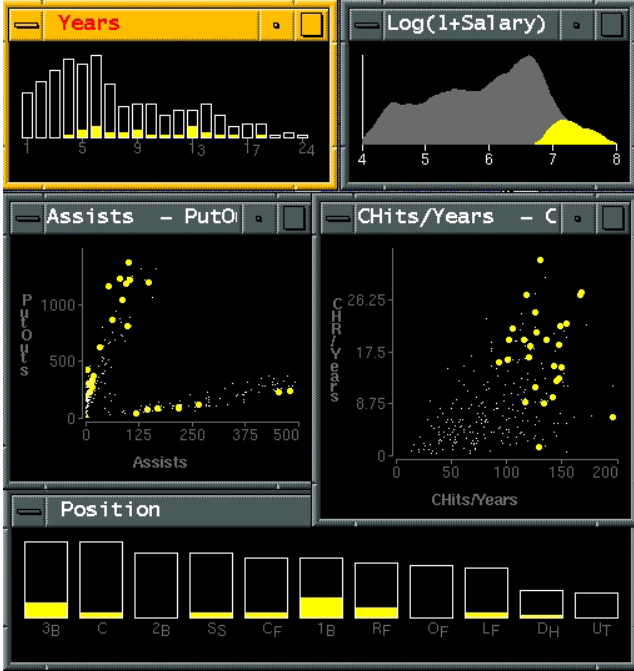 Years
1 5 9 13 17 24
Log(1+Salary)
4 5 6 7 8
Assists - PutO
PutOuts
1000
500
0
0 125 250 375 500
Assists
CHits/Years - C
CHR/Years
26.25
17.5
8.75
0
0 50 100 150 200
CHits/Years
Position
3B C 2B SS CF 1B RF OF LF DH UT